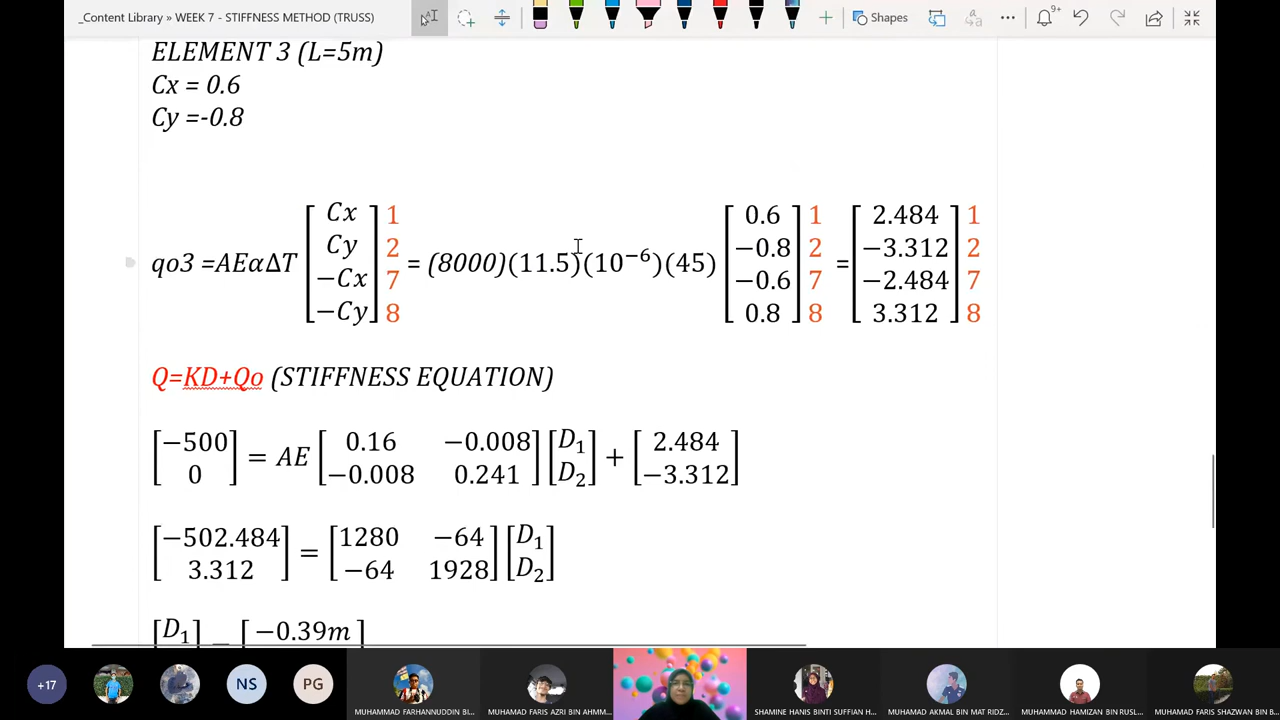 _Content Library » WEEK 7 - STIFFNESS METHOD (TRUSS)
Shapes
9+
ELEMENT 3 (L=5m)
Cx = 0.6
Cy =-0.8
qo3 =AEαΔT [Cx Cy −Cx −Cy] 1 2 7 8 = (8000)(11.5)(10⁻⁶)(45) [0.6 −0.8 −0.6 0.8] 1 2 7 8 = [2.484 −3.312 −2.484 3.312] 1 2 7 8
Q=KD+Qo (STIFFNESS EQUATION)
[−500 0] = AE [0.16 −0.008 −0.008 0.241] [D₁ D₂] + [2.484 −3.312]
[−502.484 3.312] = [1280 −64 −64 1928] [D₁ D₂]
[D₁] = [−0.39m]
+17
NS
PG
MUHAMMAD FARHANNUDDIN BI...
MUHAMAD FARIS AZRI BIN AHMM...
SHAMINE HANIS BINTI SUFFIAN H...
MUHAMAD AKMAL BIN MAT RIDZ...
MUHAMAD HAMIZAN BIN RUSL...
MUHAMAD FARIS SHAZWAN BIN B